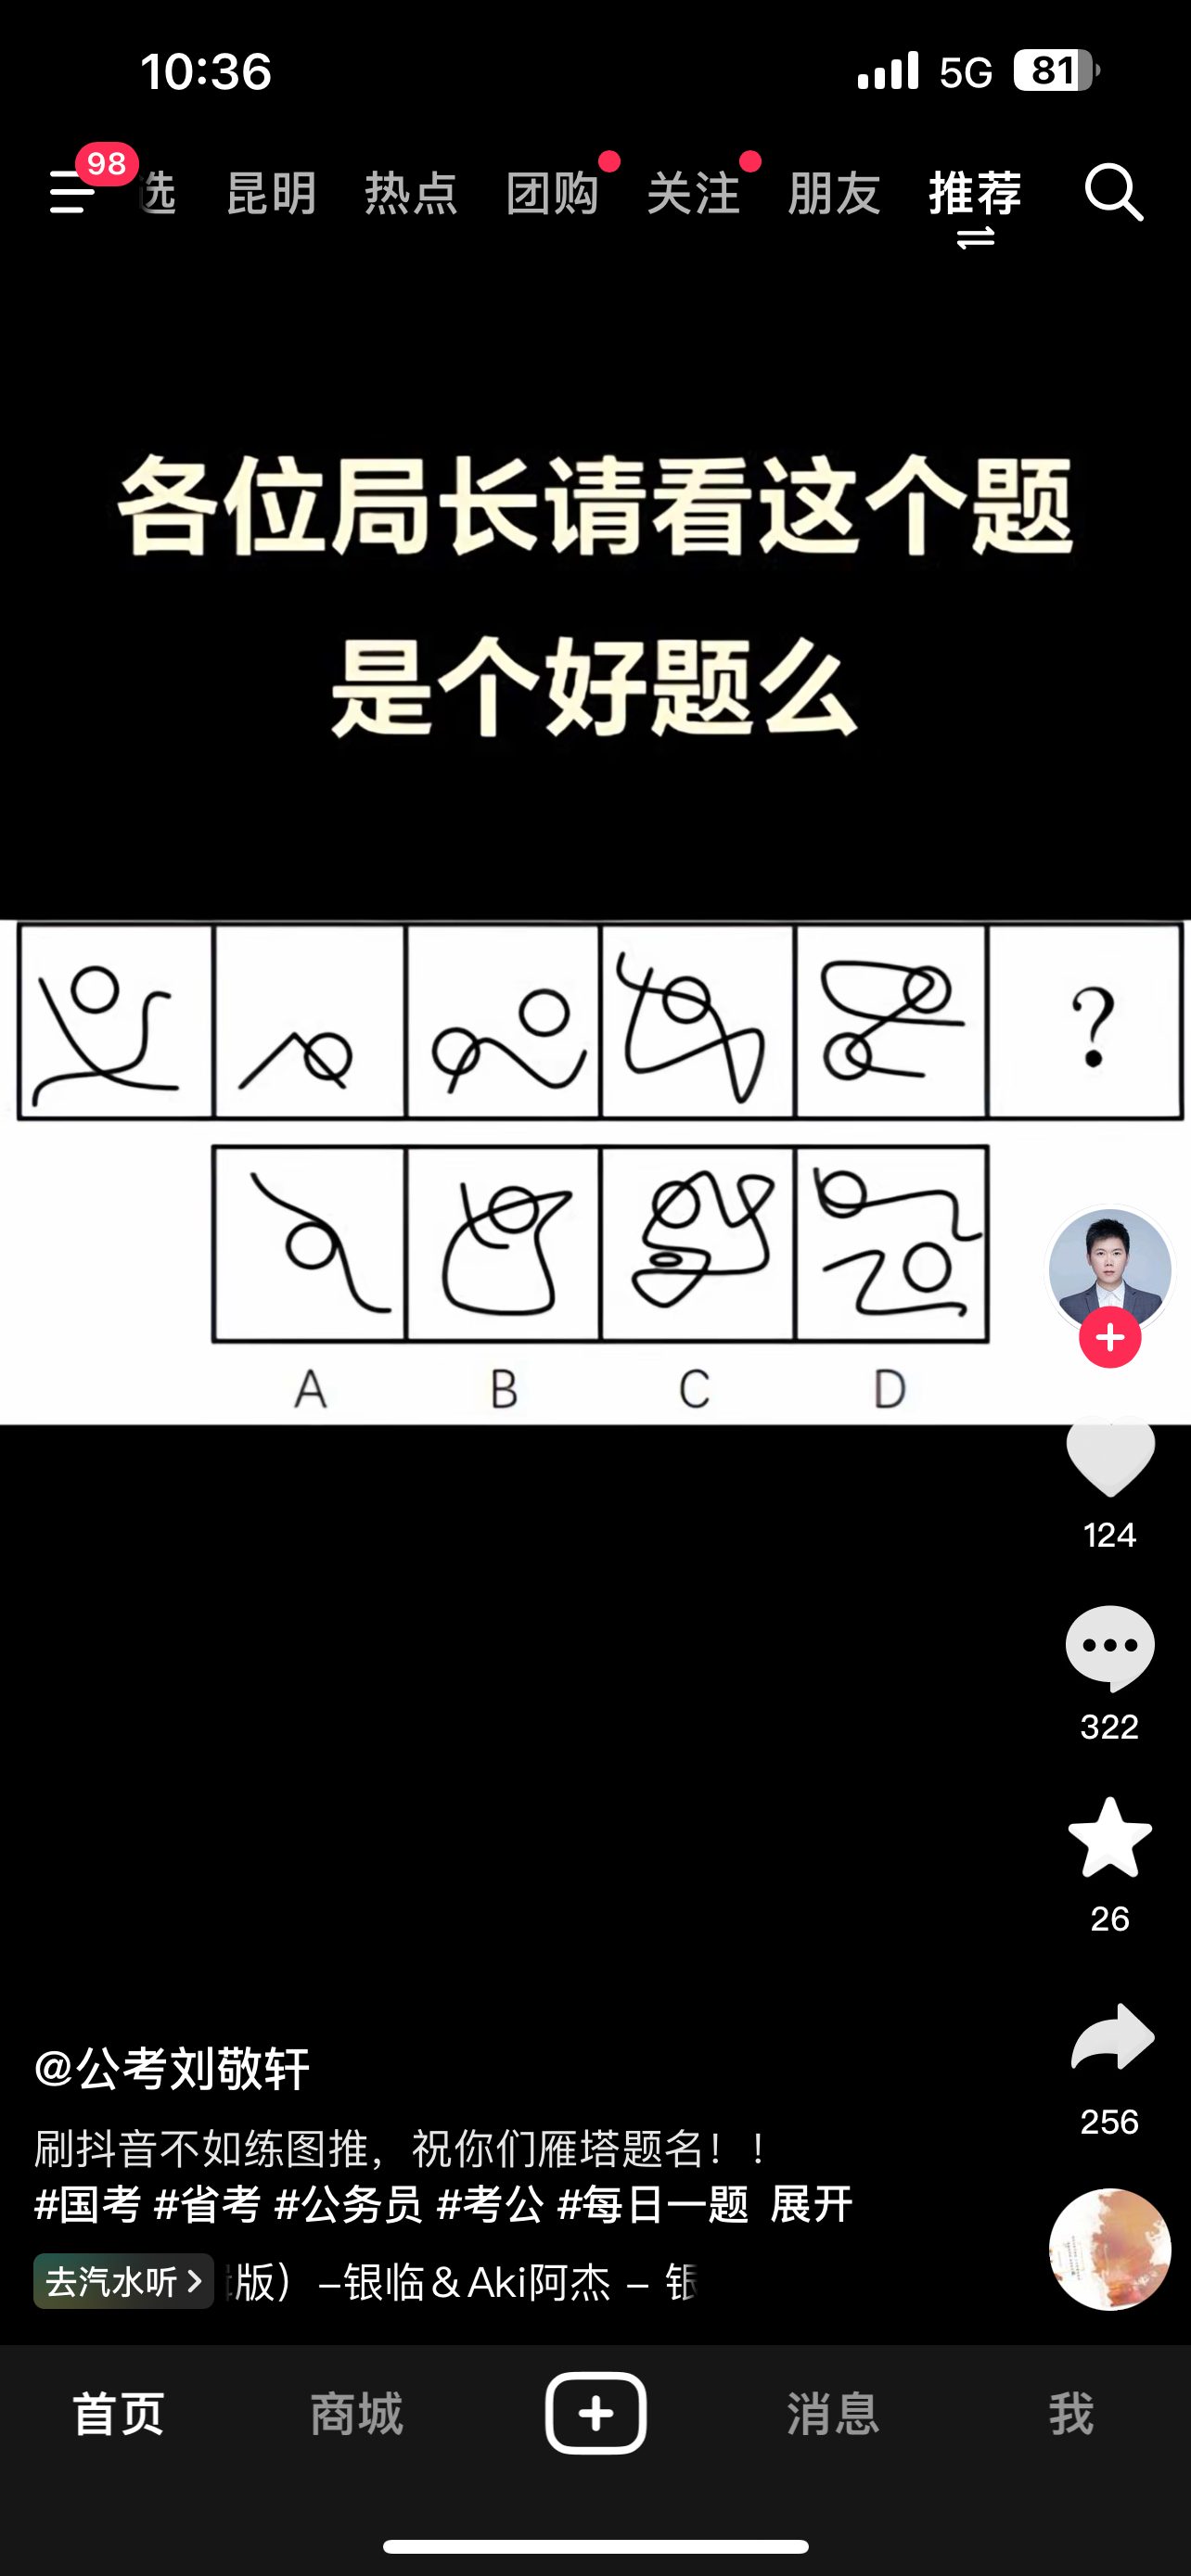 10:36 5G 81
98 选 昆明 热点 团购 关注 朋友 推荐
各位局长请看这个题
是个好题么
?
A B C D
124
322
26
256
@公考刘敬轩
刷抖音不如练图推，祝你们雁塔题名！！
#国考 #省考 #公务员 #考公 #每日一题 展开
去汽水听 版）-银临＆Aki阿杰 - 银
首页 商城 消息 我